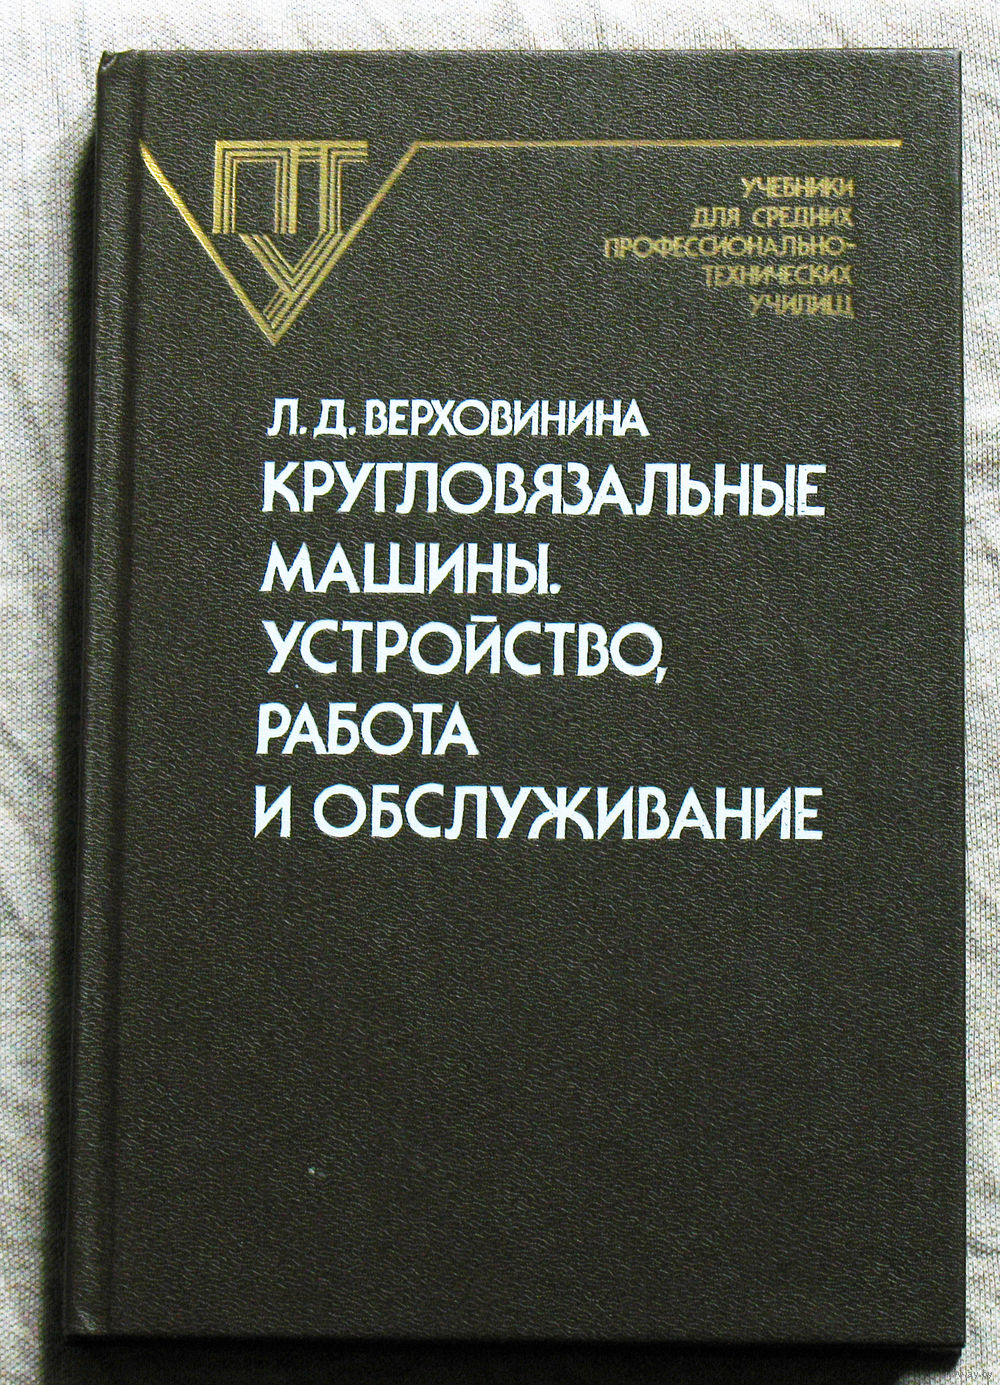 ПТУ
УЧЕБНИКИ
ДЛЯ СРЕДНИХ
ПРОФЕССИОНАЛЬНО-
ТЕХНИЧЕСКИХ
УЧИЛИЩ
Л. Д. ВЕРХОВИНИНА
КРУГЛОВЯЗАЛЬНЫЕ
МАШИНЫ.
УСТРОЙСТВО,
РАБОТА
И ОБСЛУЖИВАНИЕ